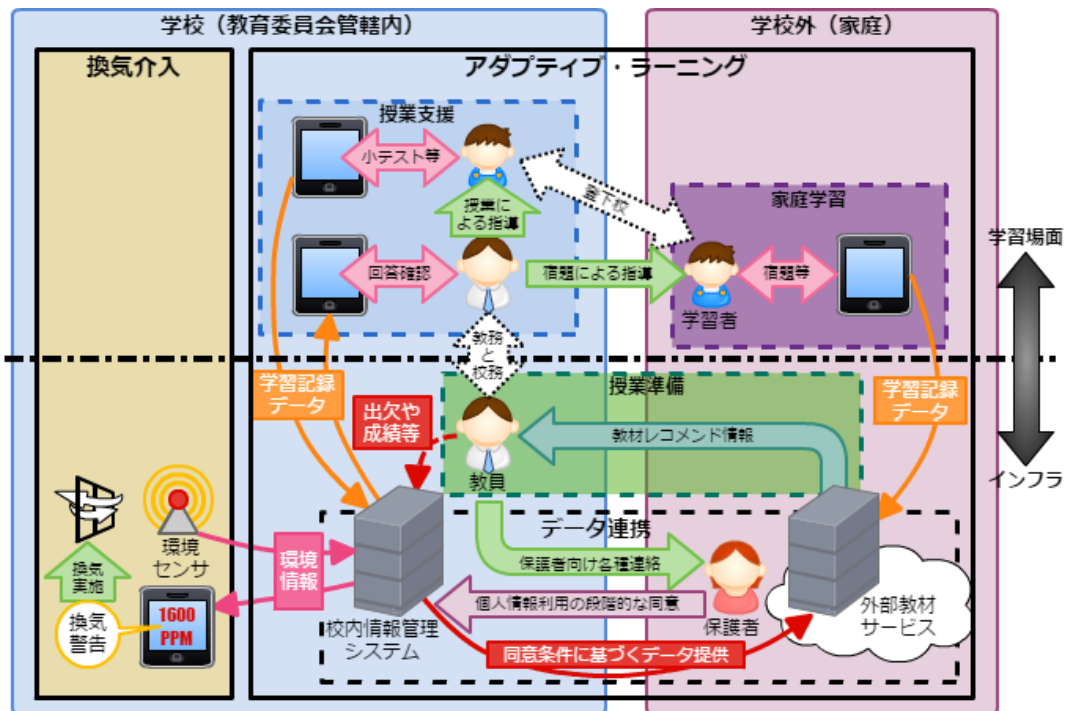 学校（教育委員会管轄内）
学校外（家庭）
換気介入
アダプティブ・ラーニング
授業支援
小テスト等
授業に
よる指導
登下校
家庭学習
学習場面
回答確認
宿題による指導
宿題等
学習者
教務
と
校務
学習記録
データ
出欠や
成績等
授業準備
学習記録
データ
教材レコメンド情報
教員
インフラ
データ連携
環境
センサ
環境
情報
換気
実施
保護者向け各種連絡
個人情報利用の段階的な同意
1600
PPM
換気
警告
校内情報管理
システム
保護者
外部教材
サービス
同意条件に基づくデータ提供